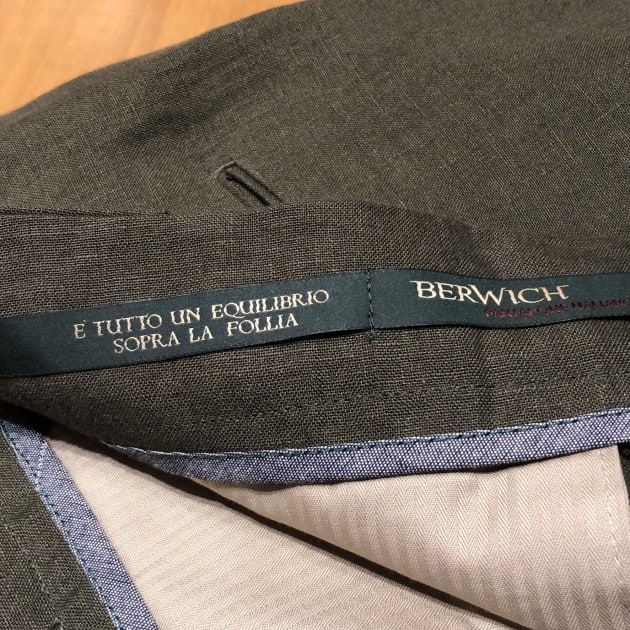 E' TUTTO UN EQUILIBRIO
SOPRA LA FOLLIA
BERWICH